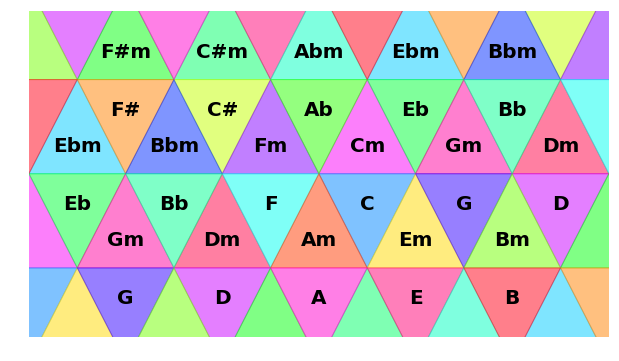 F#m C#m Abm Ebm Bbm
F# C# Ab Eb Bb
Ebm Bbm Fm Cm Gm Dm
Eb Bb F C G D
Gm Dm Am Em Bm
G D A E B